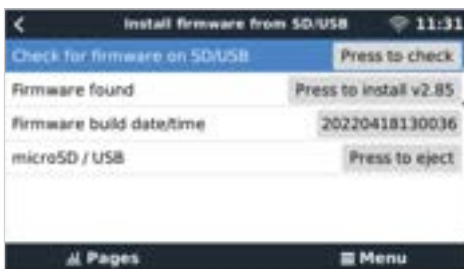 Install firmware from SD/USB 11:31
Check for firmware on SD/USB Press to check
Firmware found Press to install v2.85
Firmware build date/time 20220418130036
microSD / USB Press to eject
Pages Menu